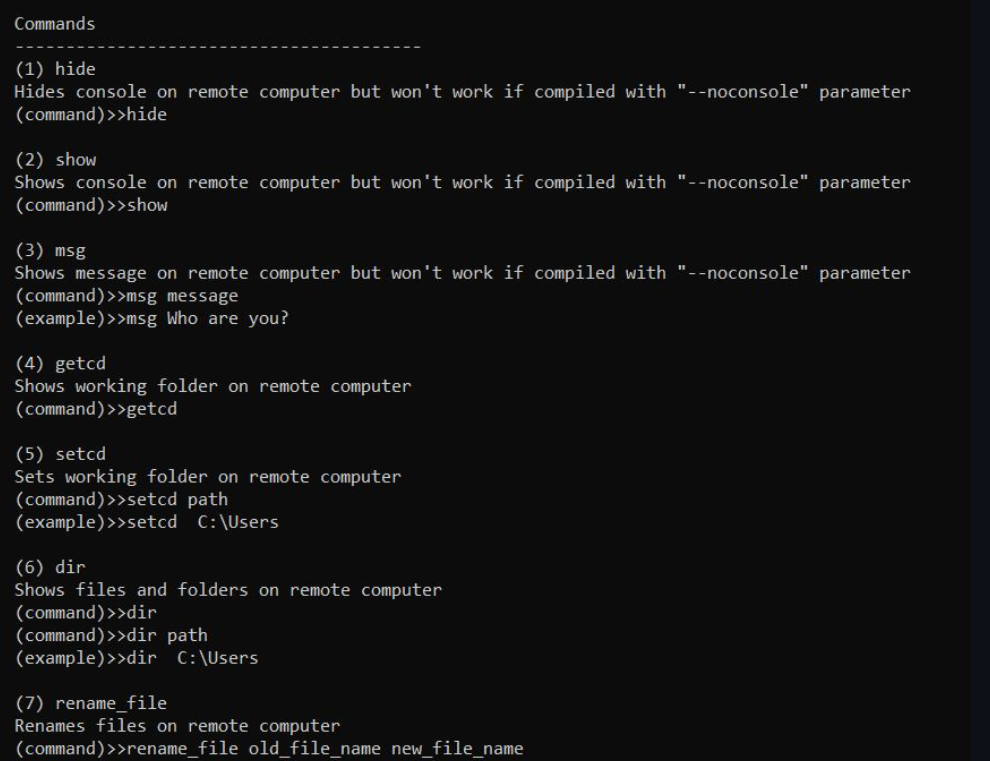 Commands
----------------------------------------
(1) hide
Hides console on remote computer but won't work if compiled with "--noconsole" parameter
(command)>>hide
(2) show
Shows console on remote computer but won't work if compiled with "--noconsole" parameter
(command)>>show
(3) msg
Shows message on remote computer but won't work if compiled with "--noconsole" parameter
(command)>>msg message
(example)>>msg Who are you?
(4) getcd
Shows working folder on remote computer
(command)>>getcd
(5) setcd
Sets working folder on remote computer
(command)>>setcd path
(example)>>setcd  C:\Users
(6) dir
Shows files and folders on remote computer
(command)>>dir
(command)>>dir path
(example)>>dir  C:\Users
(7) rename_file
Renames files on remote computer
(command)>>rename_file old_file_name new_file_name